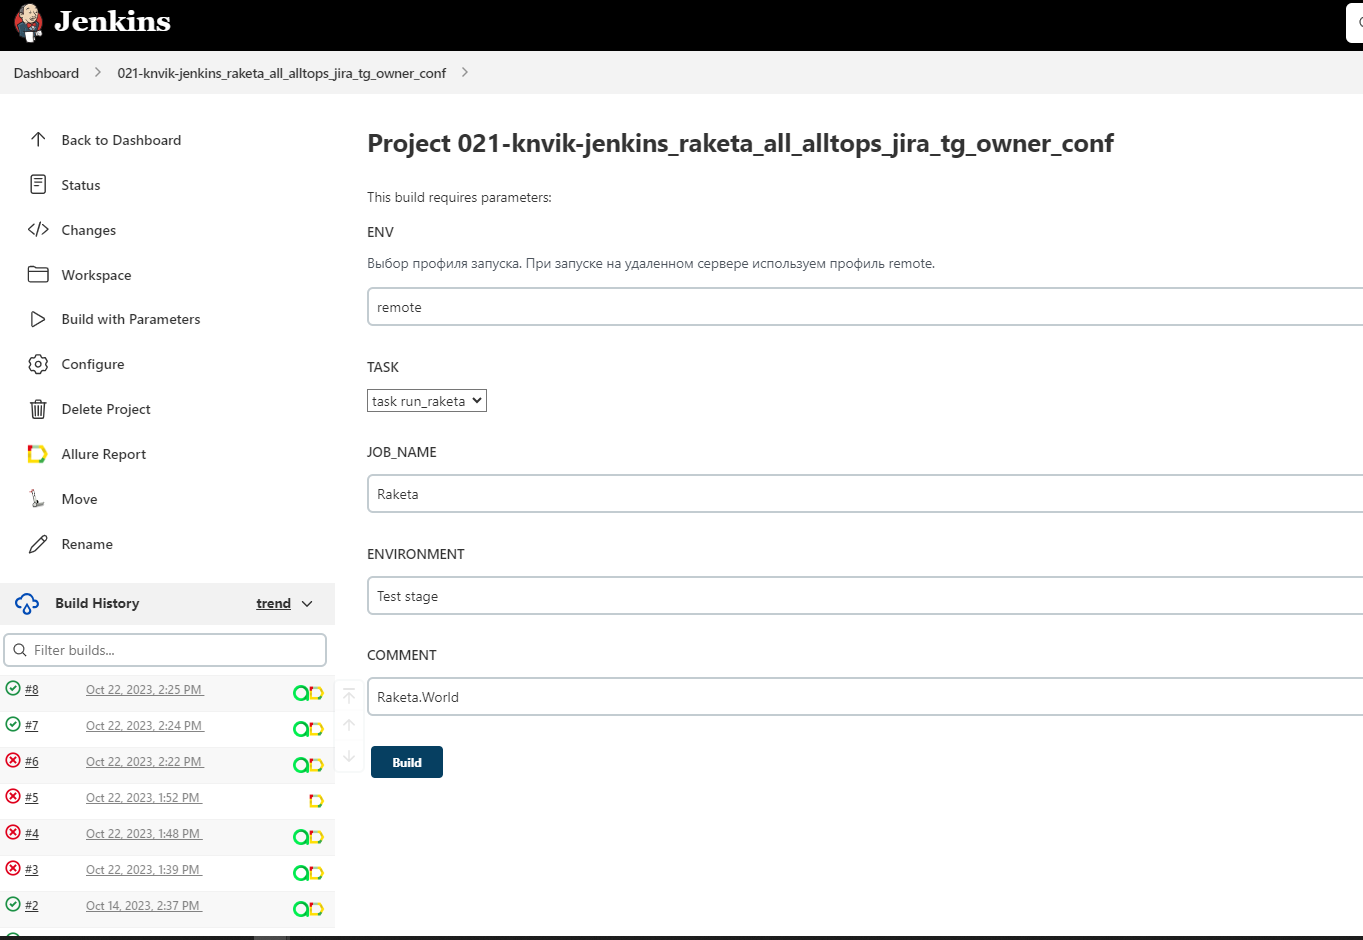 Jenkins
Dashboard
021-knvik-jenkins_raketa_all_alltops_jira_tg_owner_conf
Back to Dashboard
Status
Changes
Workspace
Build with Parameters
Configure
Delete Project
Allure Report
Move
Rename
Build History
trend
Filter builds...
#8 Oct 22, 2023, 2:25 PM
#7 Oct 22, 2023, 2:24 PM
#6 Oct 22, 2023, 2:22 PM
#5 Oct 22, 2023, 1:52 PM
#4 Oct 22, 2023, 1:48 PM
#3 Oct 22, 2023, 1:39 PM
#2 Oct 14, 2023, 2:37 PM
Project 021-knvik-jenkins_raketa_all_alltops_jira_tg_owner_conf
This build requires parameters:
ENV
Выбор профиля запуска. При запуске на удаленном сервере используем профиль remote.
remote
TASK
task run_raketa
JOB_NAME
Raketa
ENVIRONMENT
Test stage
COMMENT
Raketa.World
Build